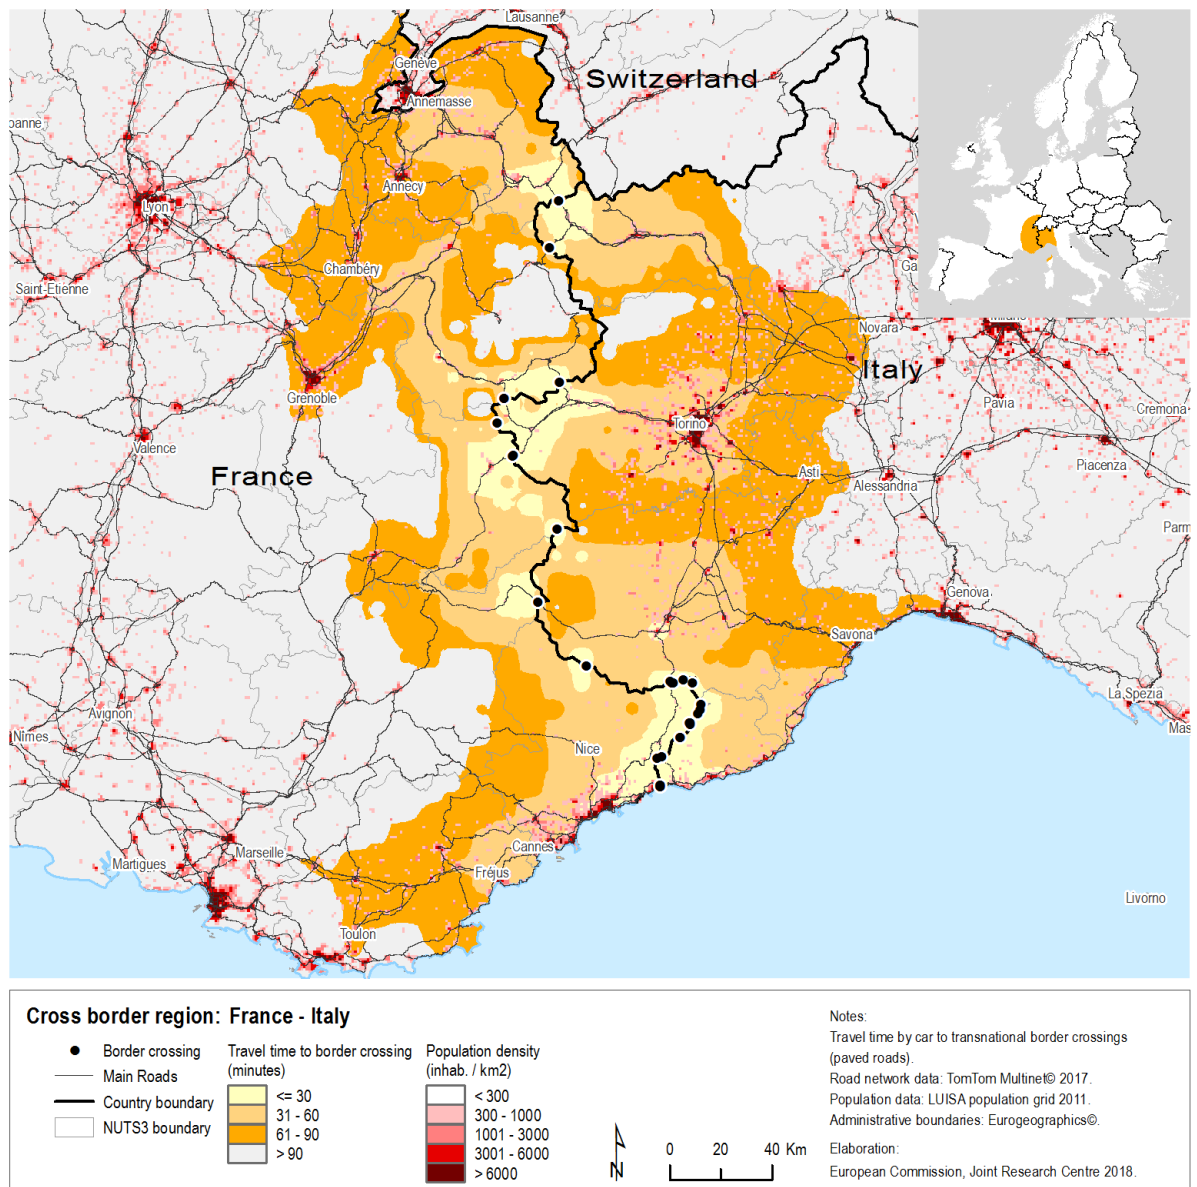 Lausanne
Genève
Switzerland
Annemasse
oanne
Annecy
Lyon
Chambéry
Ga
Saint-Etienne
Novara
Italy
Grenoble
Pavia
Cremona
Torino
Valence
Piacenza
France
Asti
Alessandria
Parm
Genova
Savona
La Spezia
Avignon
Mas
Nîmes
Nice
Cannes
Marseille
Martigues
Fréjus
Livorno
Toulon
Cross border region: France - Italy
Border crossing
Main Roads
Country boundary
NUTS3 boundary
Travel time to border crossing
(minutes)
<= 30
31 - 60
61 - 90
> 90
Population density
(inhab. / km2)
< 300
300 - 1000
1001 - 3000
3001 - 6000
> 6000
N
0 20 40 Km
Notes:
Travel time by car to transnational border crossings
(paved roads).
Road network data: TomTom Multinet© 2017.
Population data: LUISA population grid 2011.
Administrative boundaries: Eurogeographics©.
Elaboration:
European Commission, Joint Research Centre 2018.